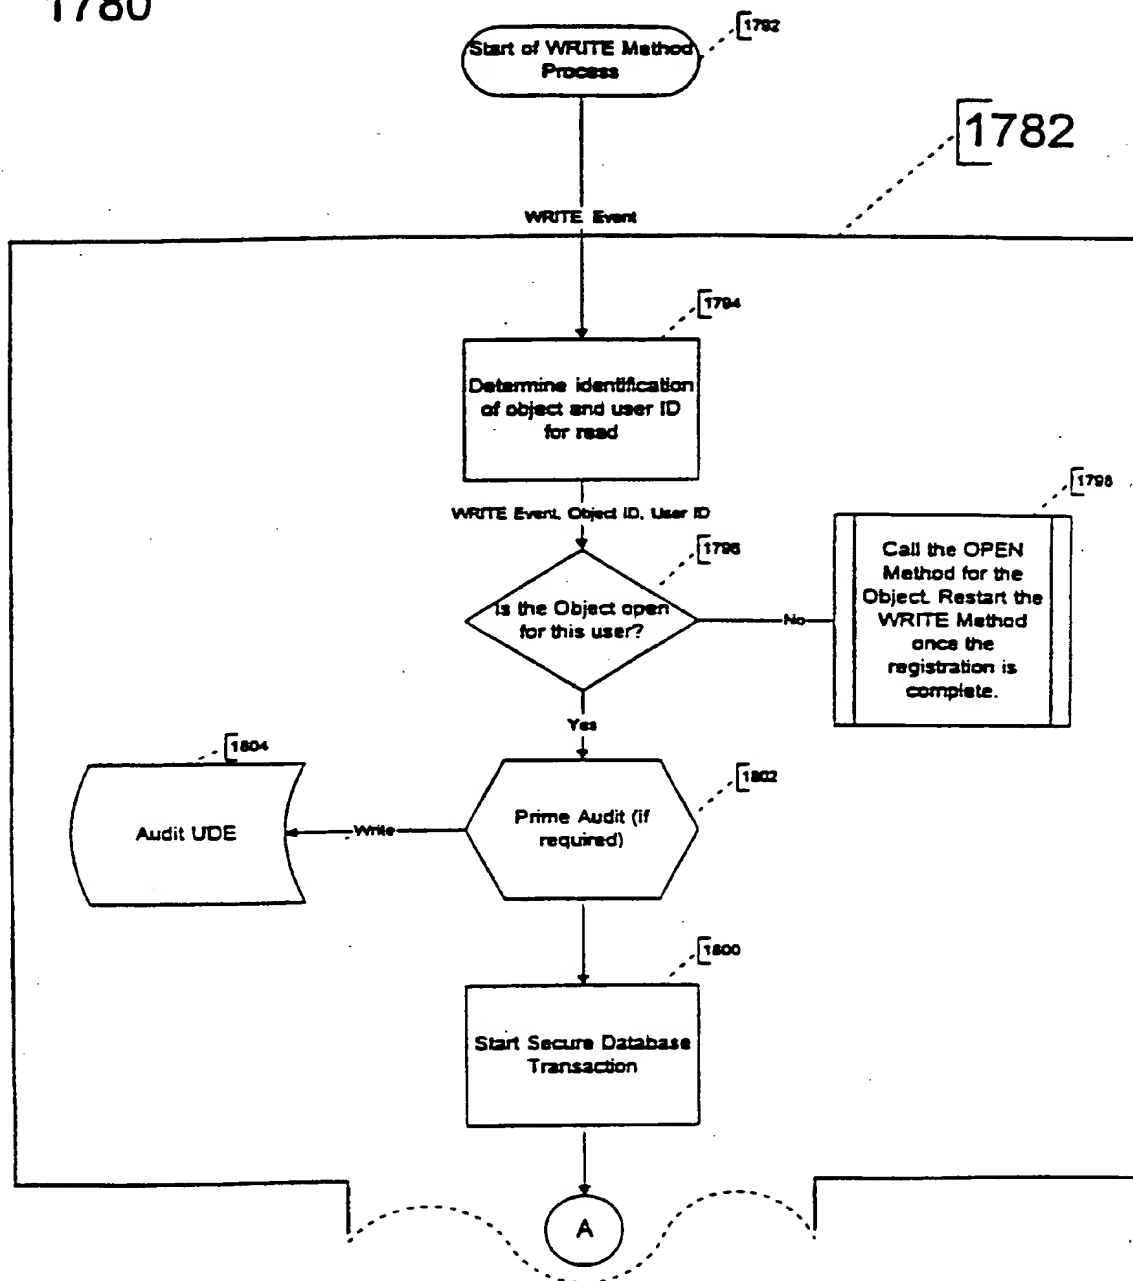 1780
1792
Start of WRITE Method
Process
1782
WRITE Event
1794
Determine identification
of object and user ID
for read
WRITE Event, Object ID, User ID
1796
1798
Is the Object open
for this user?
No
Call the OPEN
Method for the
Object. Restart the
WRITE Method
once the
registration is
complete.
Yes
1804
1802
Audit UDE
Write
Prime Audit (if
required)
1800
Start Secure Database
Transaction
A